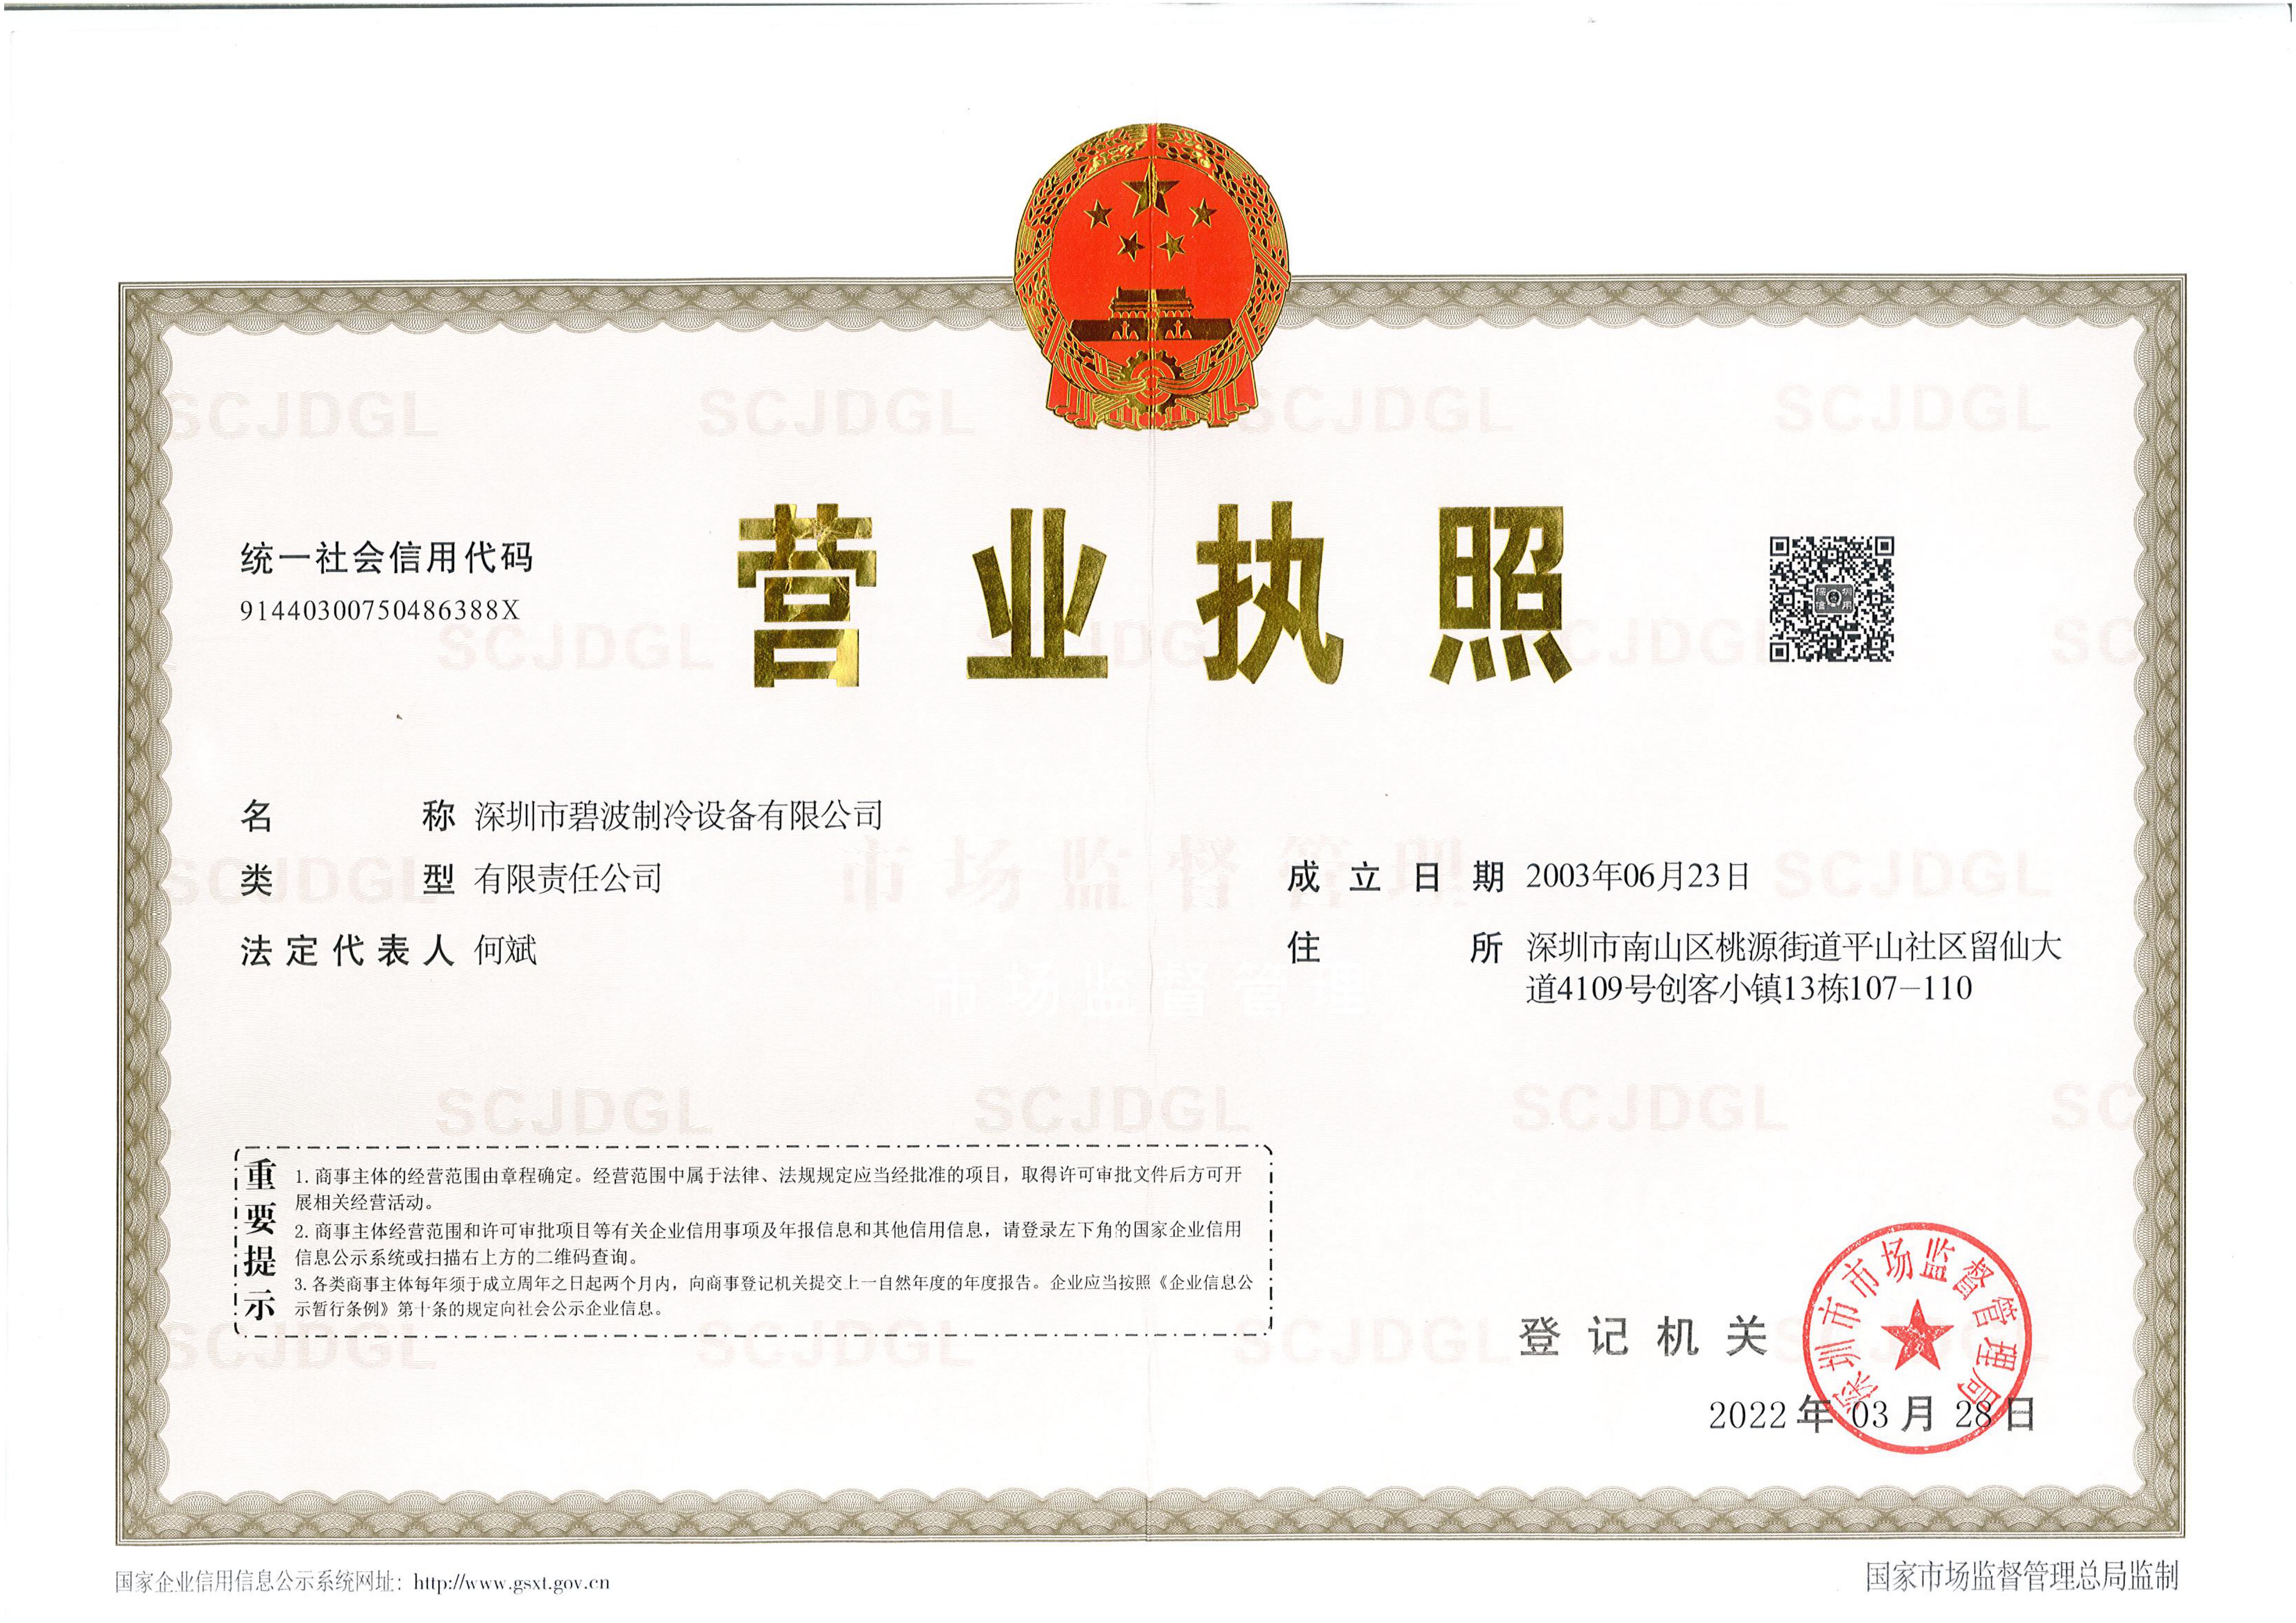 营业执照
统一社会信用代码
91440300750486388X
名称 深圳市碧波制冷设备有限公司
类型 有限责任公司
法定代表人 何斌
成立日期 2003年06月23日
住所 深圳市南山区桃源街道平山社区留仙大
道4109号创客小镇13栋107—110
重要提示
1. 商事主体的经营范围由章程确定。经营范围中属于法律、法规规定应当经批准的项目，取得许可审批文件后方可开
展相关经营活动。
2. 商事主体经营范围和许可审批项目等有关企业信用事项及年报信息和其他信用信息，请登录左下角的国家企业信用
信息公示系统或扫描右上方的二维码查询。
3. 各类商事主体每年须于成立周年之日起两个月内，向商事登记机关提交上一自然年度的年度报告。企业应当按照《企业信息公
示暂行条例》第十条的规定向社会公示企业信息。
登记机关
深圳市市场监督管理局
2022年03月28日
国家企业信用信息公示系统网址：http://www.gsxt.gov.cn
国家市场监督管理总局监制
SCJDGL
市场监督管理